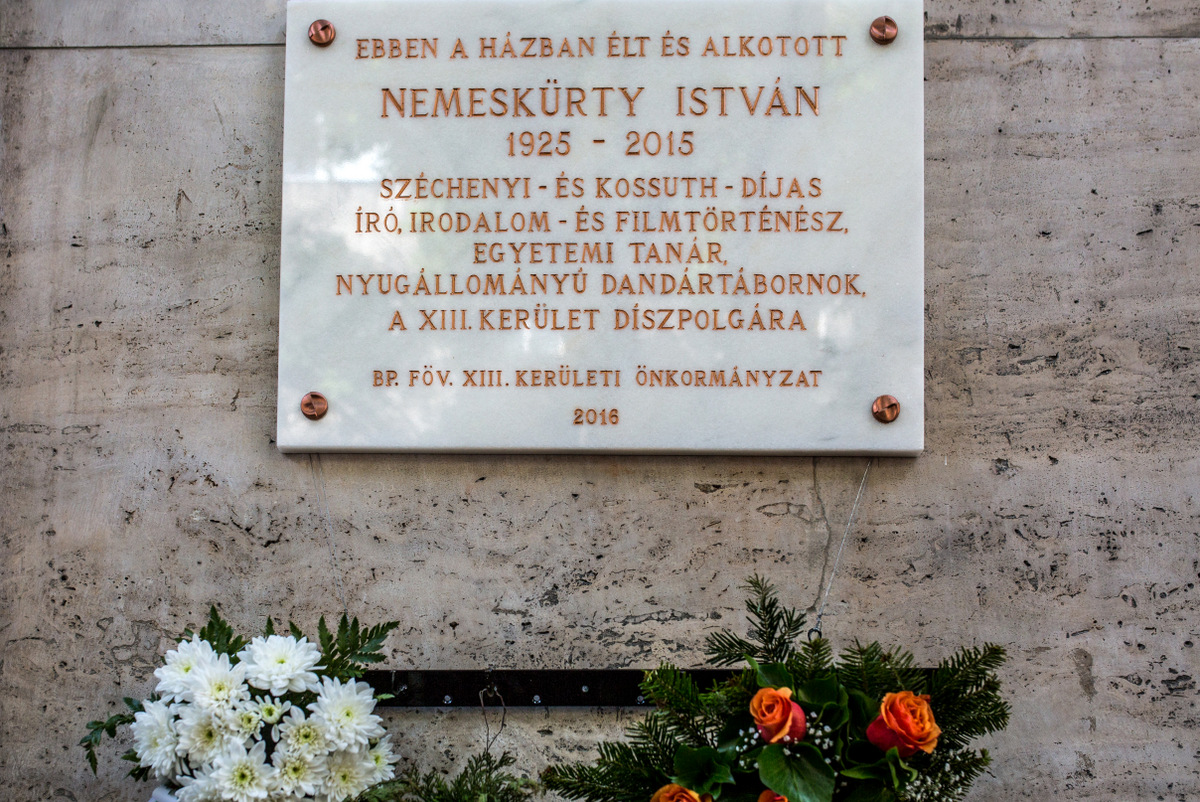 EBBEN A HÁZBAN ÉLT ÉS ALKOTOTT
NEMESKÜRTY ISTVÁN
1925 - 2015
SZÉCHENYI - ÉS KOSSUTH - DÍJAS
ÍRÓ, IRODALOM - ÉS FILMTÖRTÉNÉSZ,
EGYETEMI TANÁR,
NYUGÁLLOMÁNYÚ DANDÁRTÁBORNOK,
A XIII. KERÜLET DÍSZPOLGÁRA
BP. FÖV. XIII. KERÜLETI ÖNKORMÁNYZAT
2016